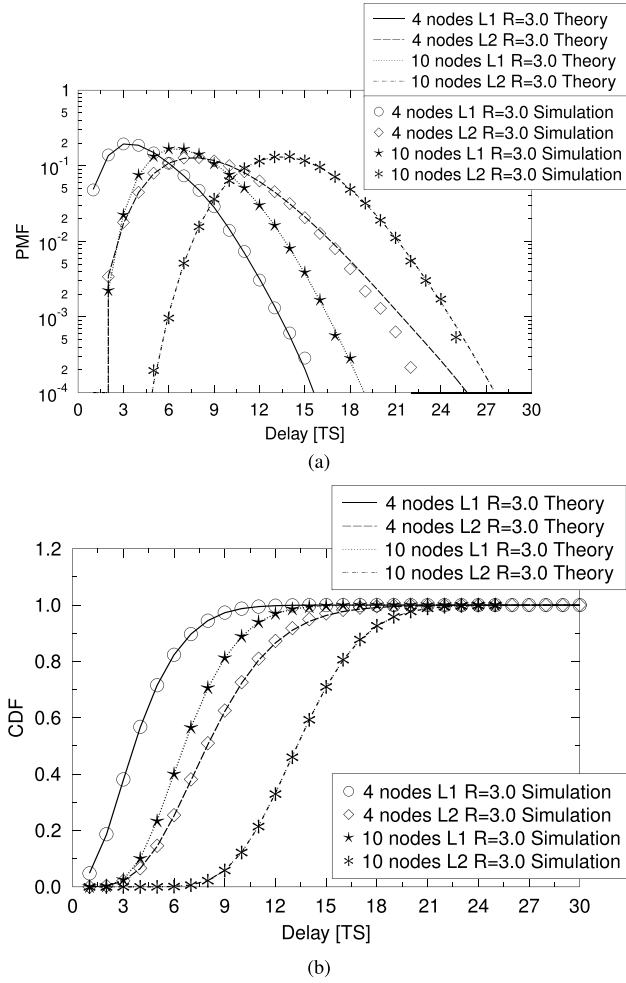 4 nodes L1 R=3.0 Theory
4 nodes L2 R=3.0 Theory
10 nodes L1 R=3.0 Theory
10 nodes L2 R=3.0 Theory
4 nodes L1 R=3.0 Simulation
4 nodes L2 R=3.0 Simulation
10 nodes L1 R=3.0 Simulation
10 nodes L2 R=3.0 Simulation
1
5
2
10-1
5
2
10-2
5
2
10-3
5
2
10-4
PMF
0 3 6 9 12 15 18 21 24 27 30
Delay [TS]
(a)
4 nodes L1 R=3.0 Theory
4 nodes L2 R=3.0 Theory
10 nodes L1 R=3.0 Theory
10 nodes L2 R=3.0 Theory
1.2
1.0
0.8
0.6
0.4
0.2
0.0
CDF
4 nodes L1 R=3.0 Simulation
4 nodes L2 R=3.0 Simulation
10 nodes L1 R=3.0 Simulation
10 nodes L2 R=3.0 Simulation
0 3 6 9 12 15 18 21 24 27 30
Delay [TS]
(b)